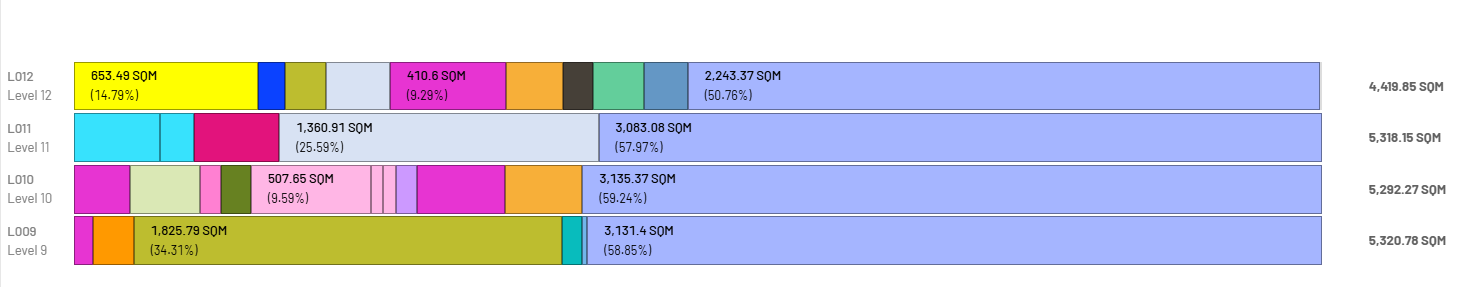 L012
Level 12
653.49 SQM
(14.79%)
410.6 SQM
(9.29%)
2,243.37 SQM
(50.76%)
4,419.85 SQM
L011
Level 11
1,360.91 SQM
(25.59%)
3,083.08 SQM
(57.97%)
5,318.15 SQM
L010
Level 10
507.65 SQM
(9.59%)
3,135.37 SQM
(59.24%)
5,292.27 SQM
L009
Level 9
1,825.79 SQM
(34.31%)
3,131.4 SQM
(58.85%)
5,320.78 SQM